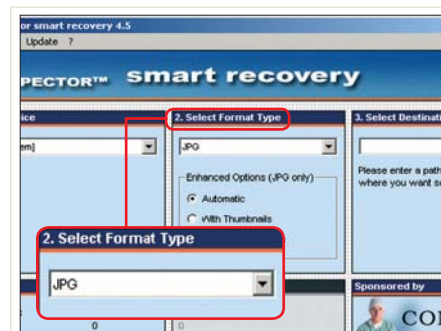 or smart recovery 4.5
Update ?
PECTOR™ smart recovery
ice
2. Select Format Type
3. Select Destinati
em]
JPG
Please enter a path
where you want s
Enhanced Options (JPG only)
Automatic
With Thumbnails
2. Select Format Type
JPG
Sponsored by
0
0
CO